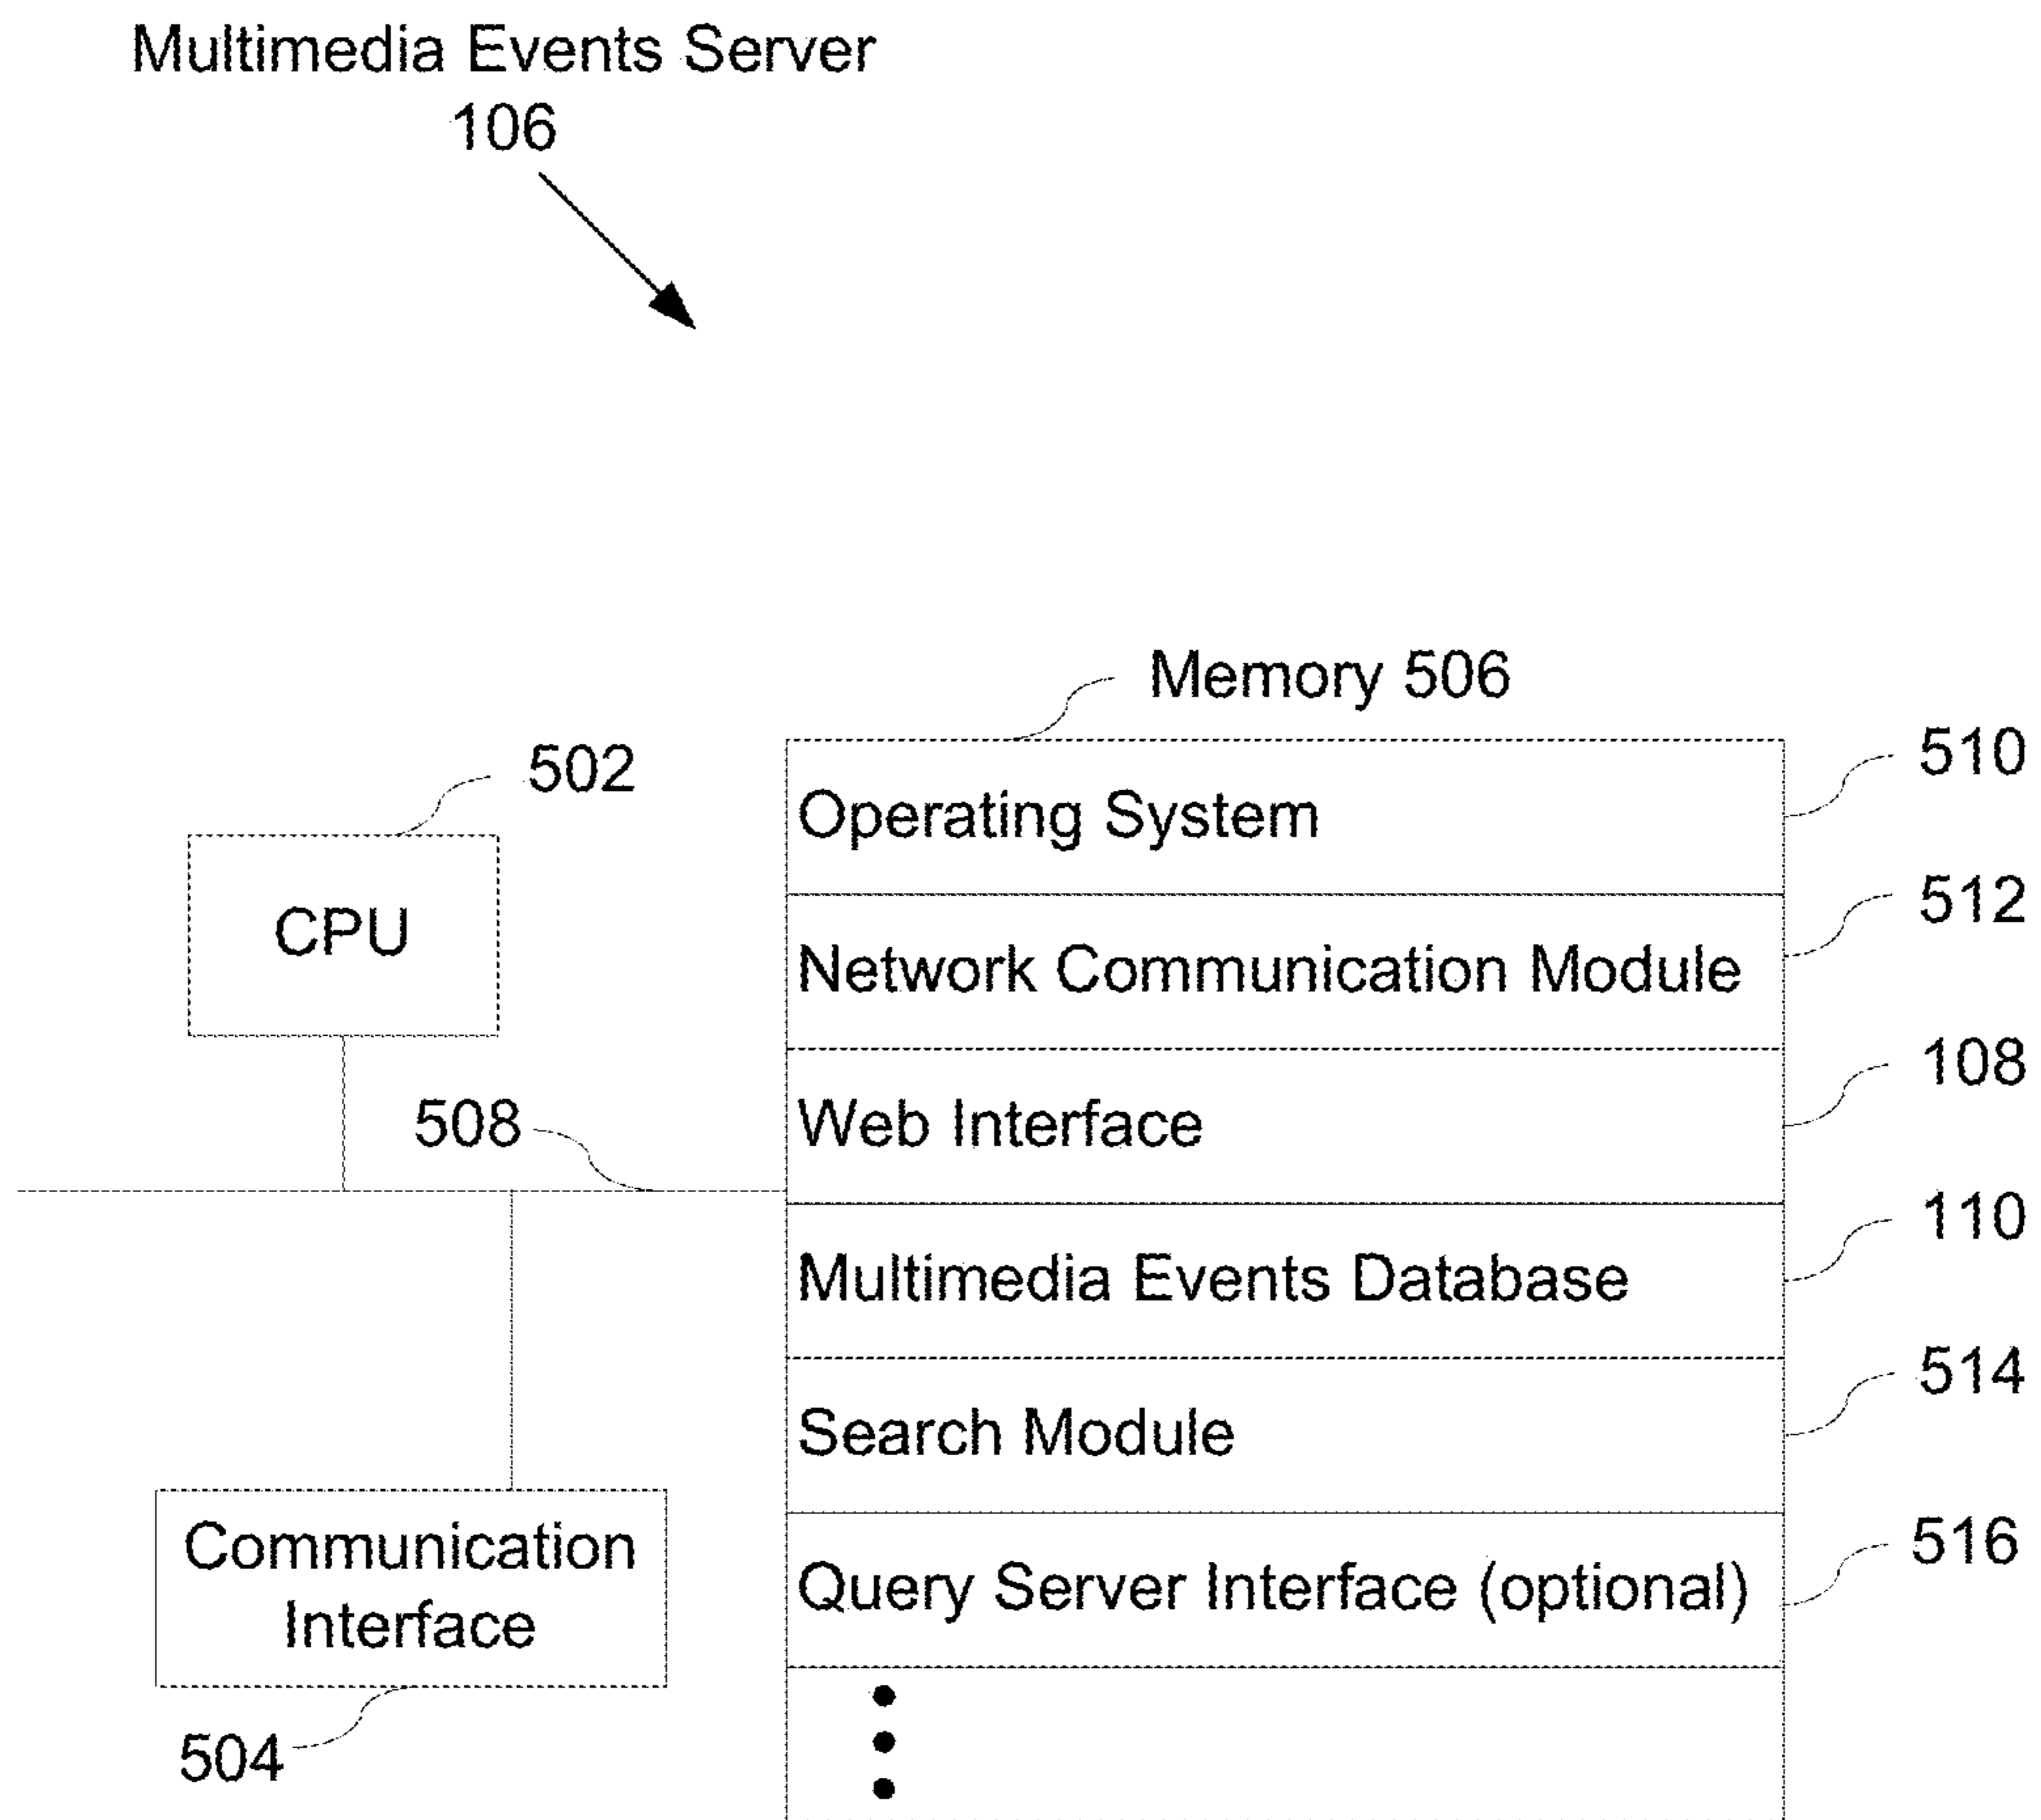 Multimedia Events Server
106
Memory 506
502
510
Operating System
CPU
512
Network Communication Module
108
508
Web Interface
110
Multimedia Events Database
514
Search Module
516
Communication
Interface
Query Server Interface (optional)
504